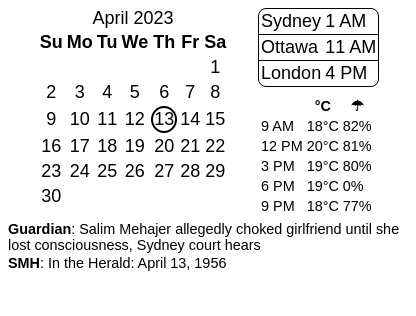 April 2023
Su Mo Tu We Th Fr Sa
1
2 3 4 5 6 7 8
9 10 11 12 13 14 15
16 17 18 19 20 21 22
23 24 25 26 27 28 29
30
Sydney 1 AM
Ottawa 11 AM
London 4 PM
°C ☂
9 AM 18°C 82%
12 PM 20°C 81%
3 PM 19°C 80%
6 PM 19°C 0%
9 PM 18°C 77%
Guardian: Salim Mehajer allegedly choked girlfriend until she
lost consciousness, Sydney court hears
SMH: In the Herald: April 13, 1956